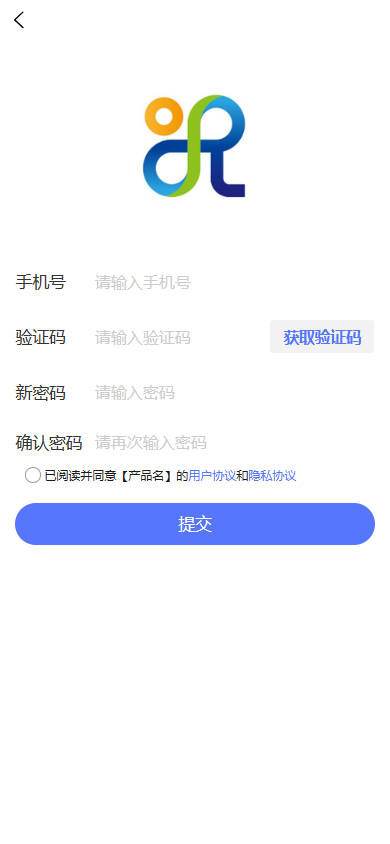 手机号 请输入手机号
验证码 请输入验证码 获取验证码
新密码 请输入密码
确认密码 请再次输入密码
已阅读并同意【产品名】的用户协议和隐私协议
提交